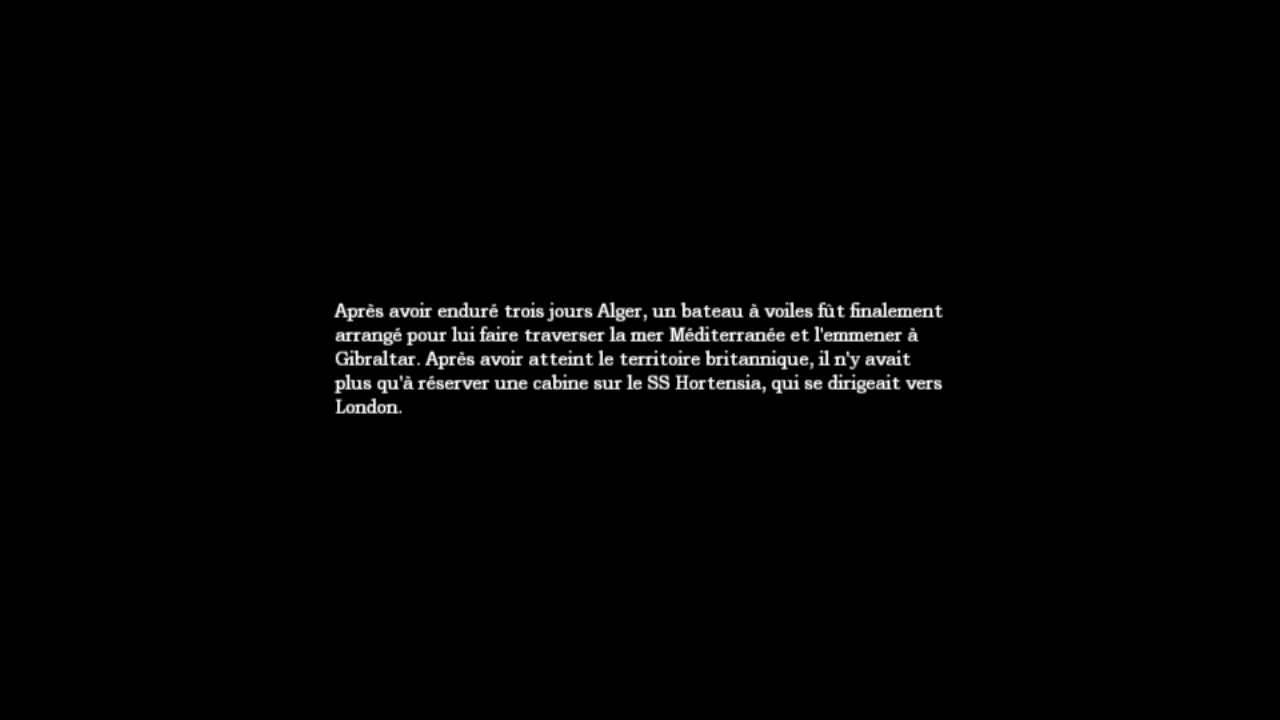 Après avoir enduré trois jours Alger, un bateau à voiles fût finalement
arrangé pour lui faire traverser la mer Méditerranée et l'emmener à
Gibraltar. Après avoir atteint le territoire britannique, il n'y avait
plus qu'à réserver une cabine sur le SS Hortensia, qui se dirigeait vers
London.